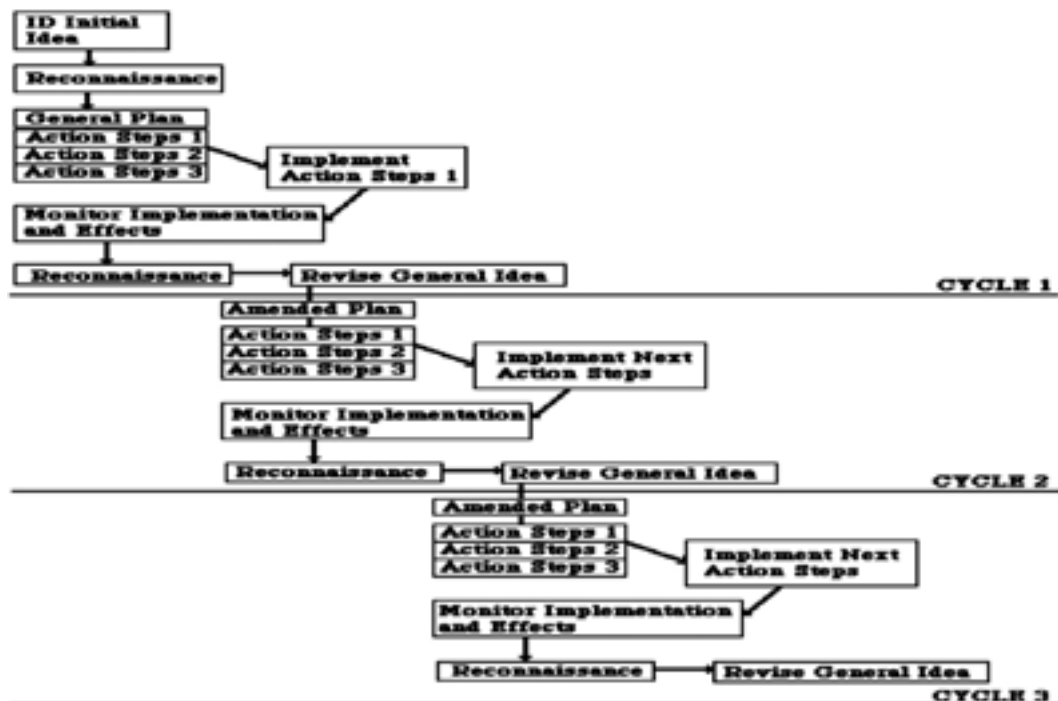 ID Initial
Idea
Reconnaissance
General Plan
Action Steps 1
Action Steps 2
Action Steps 3
Implement
Action Steps 1
Monitor Implementation
and Effects
Reconnaissance
Revise General Idea
CYCLE 1
Amended Plan
Action Steps 1
Action Steps 2
Action Steps 3
Implement Next
Action Steps
Monitor Implementation
and Effects
Reconnaissance
Revise General Idea
CYCLE 2
Amended Plan
Action Steps 1
Action Steps 2
Action Steps 3
Implement Next
Action Steps
Monitor Implementation
and Effects
Reconnaissance
Revise General Idea
CYCLE 3